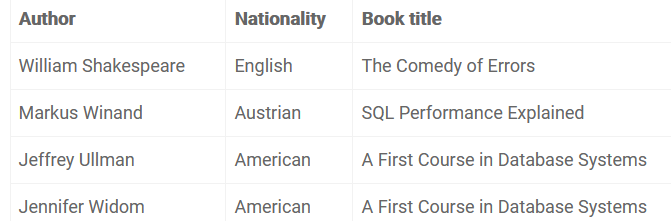 Author Nationality Book title
William Shakespeare English The Comedy of Errors
Markus Winand Austrian SQL Performance Explained
Jeffrey Ullman American A First Course in Database Systems
Jennifer Widom American A First Course in Database Systems